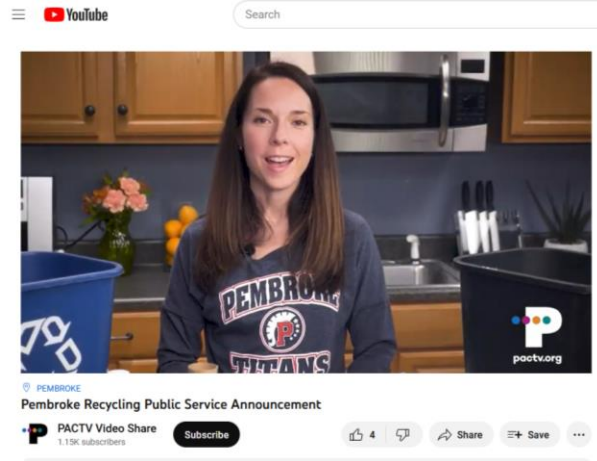 YouTube
Search
PEMBROKE
P
TITANS
P
pactv.org
PEMBROKE
Pembroke Recycling Public Service Announcement
PACTV Video Share
1.15K subscribers
Subscribe
4
Share
Save